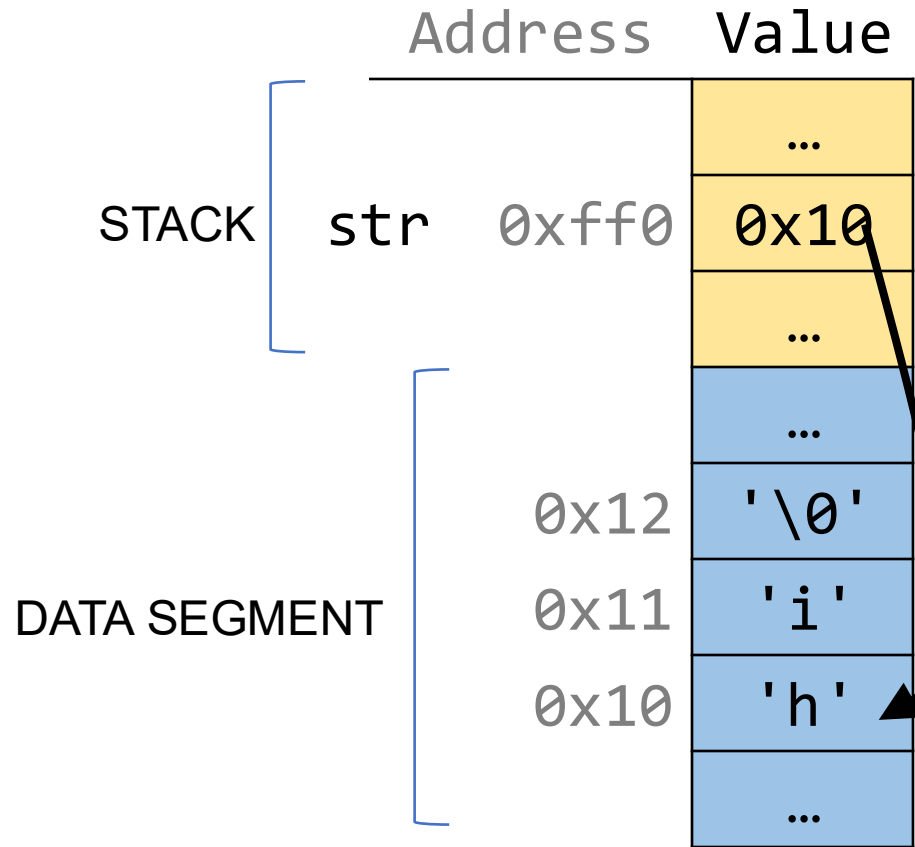 Address Value
…
STACK str 0xff0 0x10
…
…
0x12 '\0'
DATA SEGMENT 0x11 'i'
0x10 'h'
…